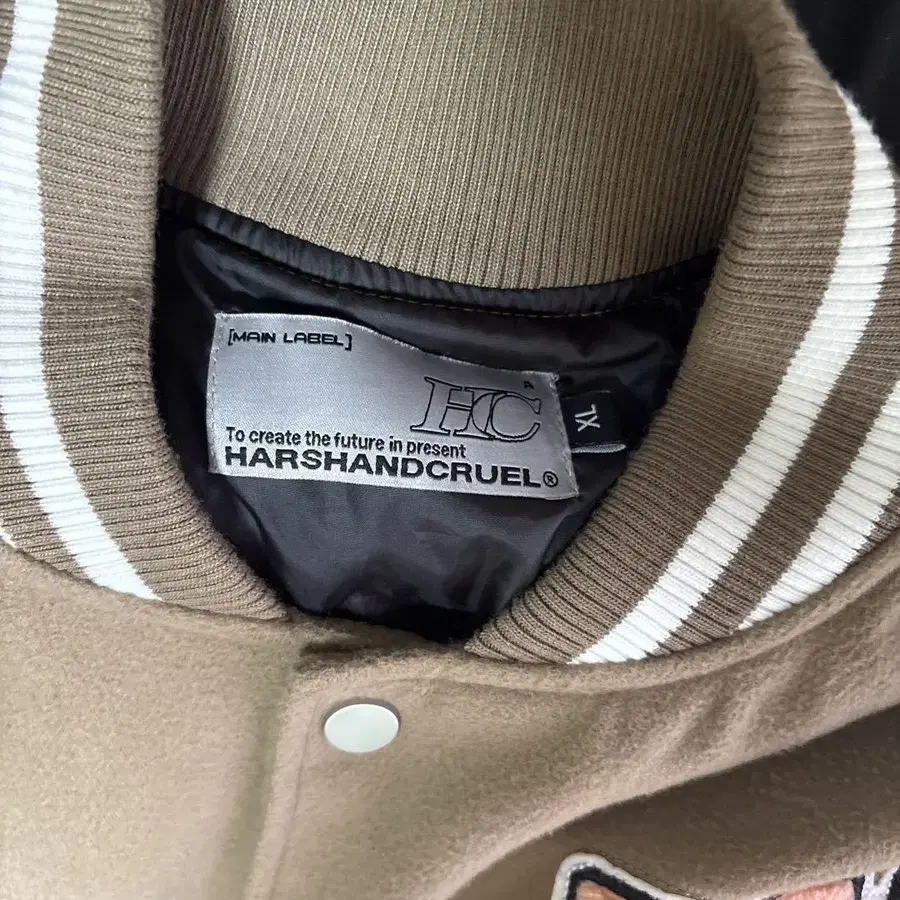 [MAIN LABEL]
HC
To create the future in present
HARSHANDCRUEL®
XL